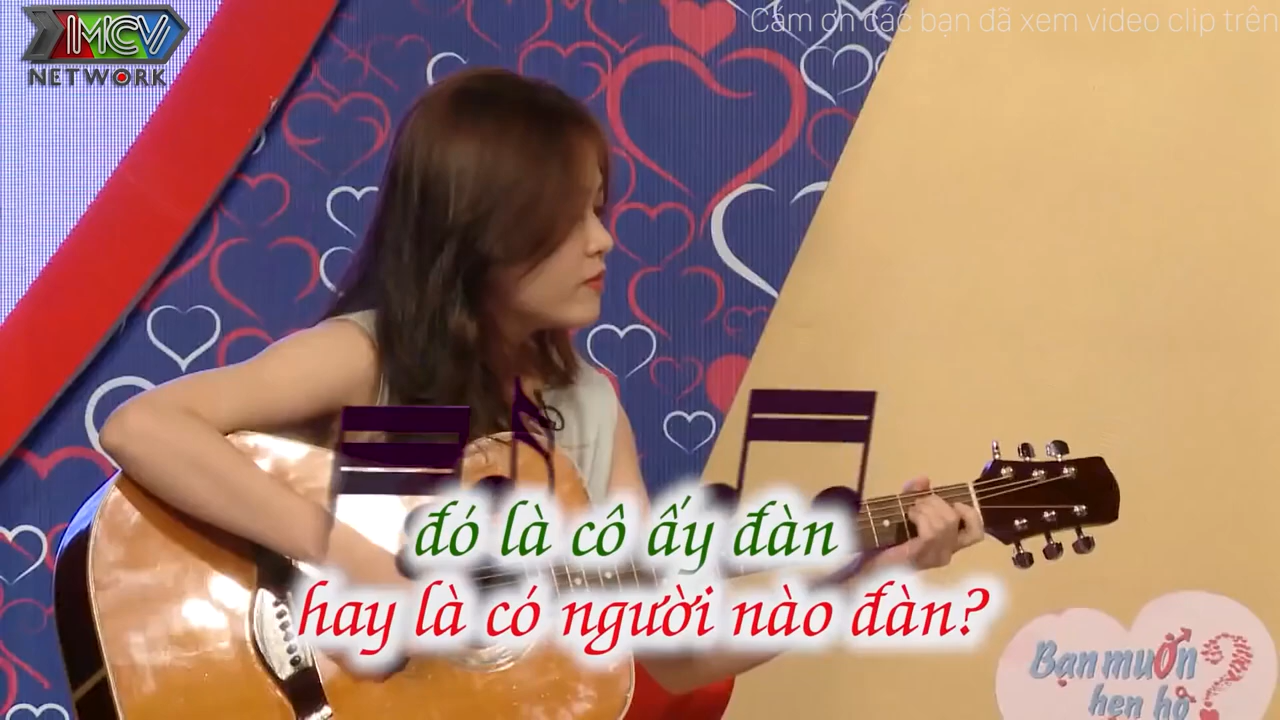 MCV
NETWORK
Cám ơn các bạn đã xem video clip trên
đó là cô ấy đàn
hay là có người nào đàn?
Bạn muốn
hẹn hò
?